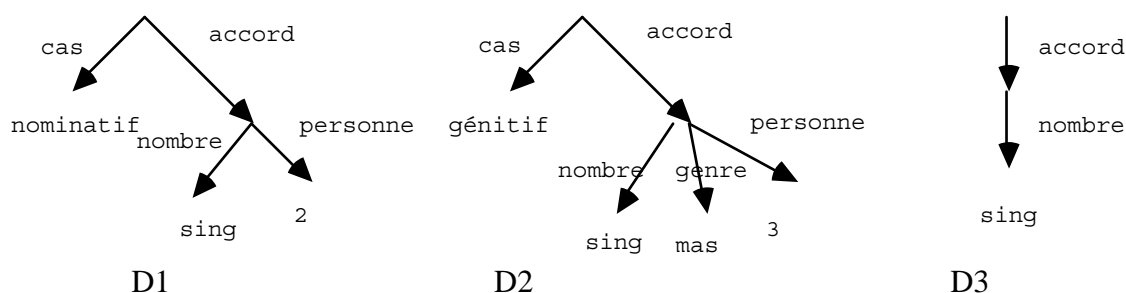 cas accord cas accord accord
nominatif nombre personne génitif personne nombre
nombre genre
sing 2 sing mas 3 sing
D1 D2 D3